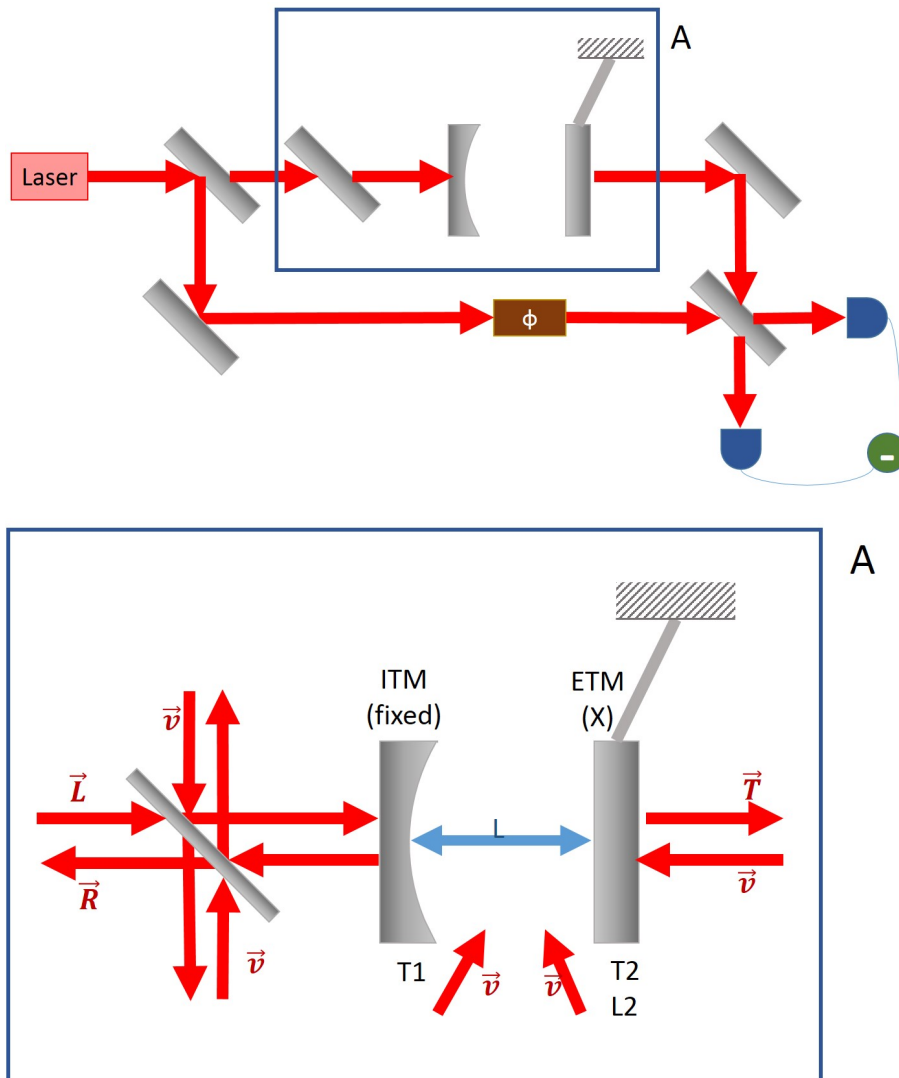 A
Laser
ϕ
-
A
ITM
(fixed)
ETM
(X)
v⃗
L⃗
T⃗
L
R⃗
v⃗
v⃗
T1
v⃗
v⃗
T2
L2